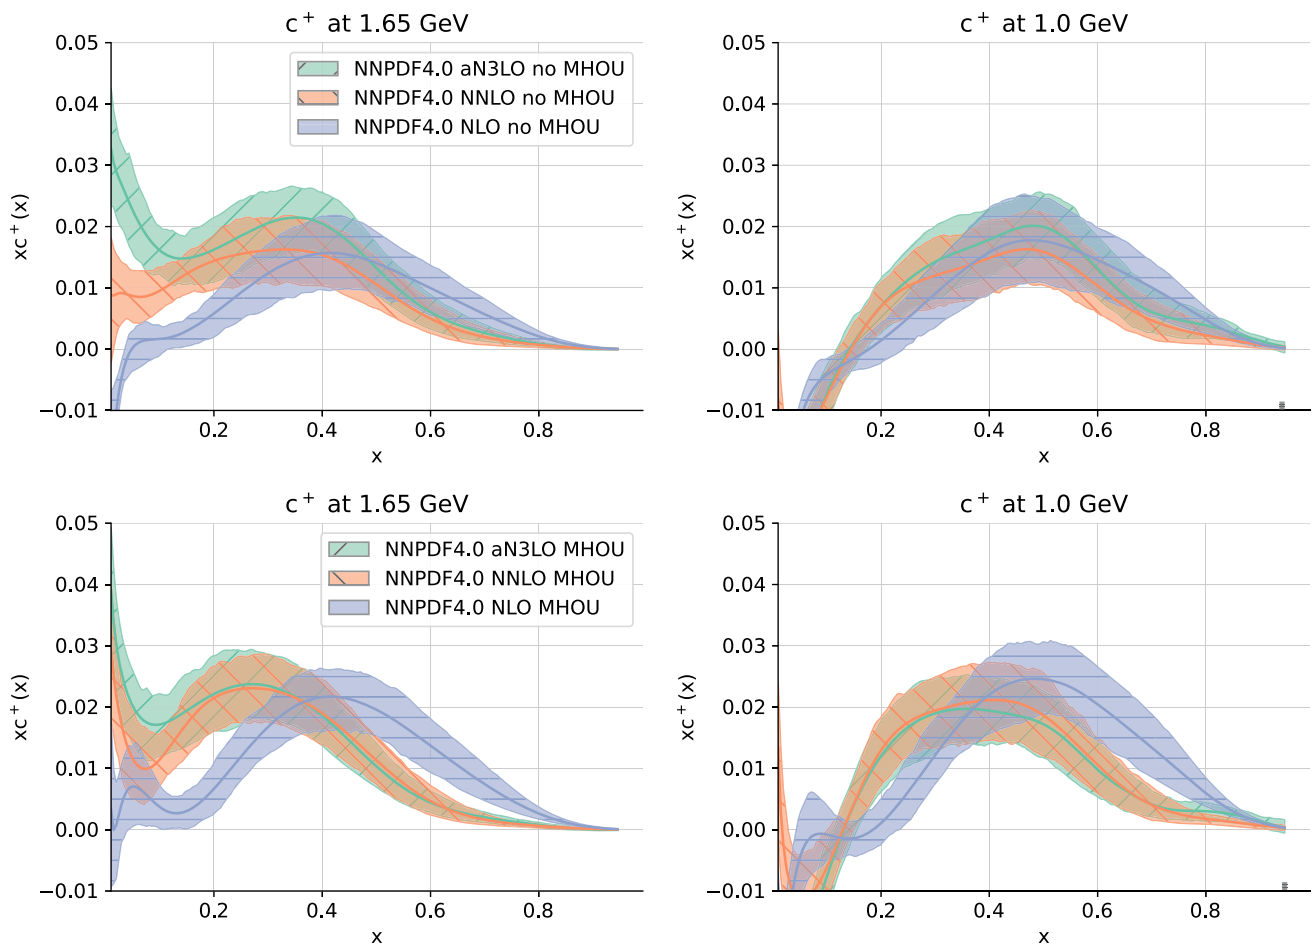 c⁺ at 1.65 GeV
0.05
0.04
0.03
0.02
0.01
0.00
−0.01
xc⁺(x)
NNPDF4.0 aN3LO no MHOU
NNPDF4.0 NNLO no MHOU
NNPDF4.0 NLO no MHOU
0.2 0.4 0.6 0.8
x
c⁺ at 1.0 GeV
0.05
0.04
0.03
0.02
0.01
0.00
−0.01
xc⁺(x)
0.2 0.4 0.6 0.8
x
c⁺ at 1.65 GeV
0.05
0.04
0.03
0.02
0.01
0.00
−0.01
xc⁺(x)
NNPDF4.0 aN3LO MHOU
NNPDF4.0 NNLO MHOU
NNPDF4.0 NLO MHOU
0.2 0.4 0.6 0.8
x
c⁺ at 1.0 GeV
0.05
0.04
0.03
0.02
0.01
0.00
−0.01
xc⁺(x)
0.2 0.4 0.6 0.8
x